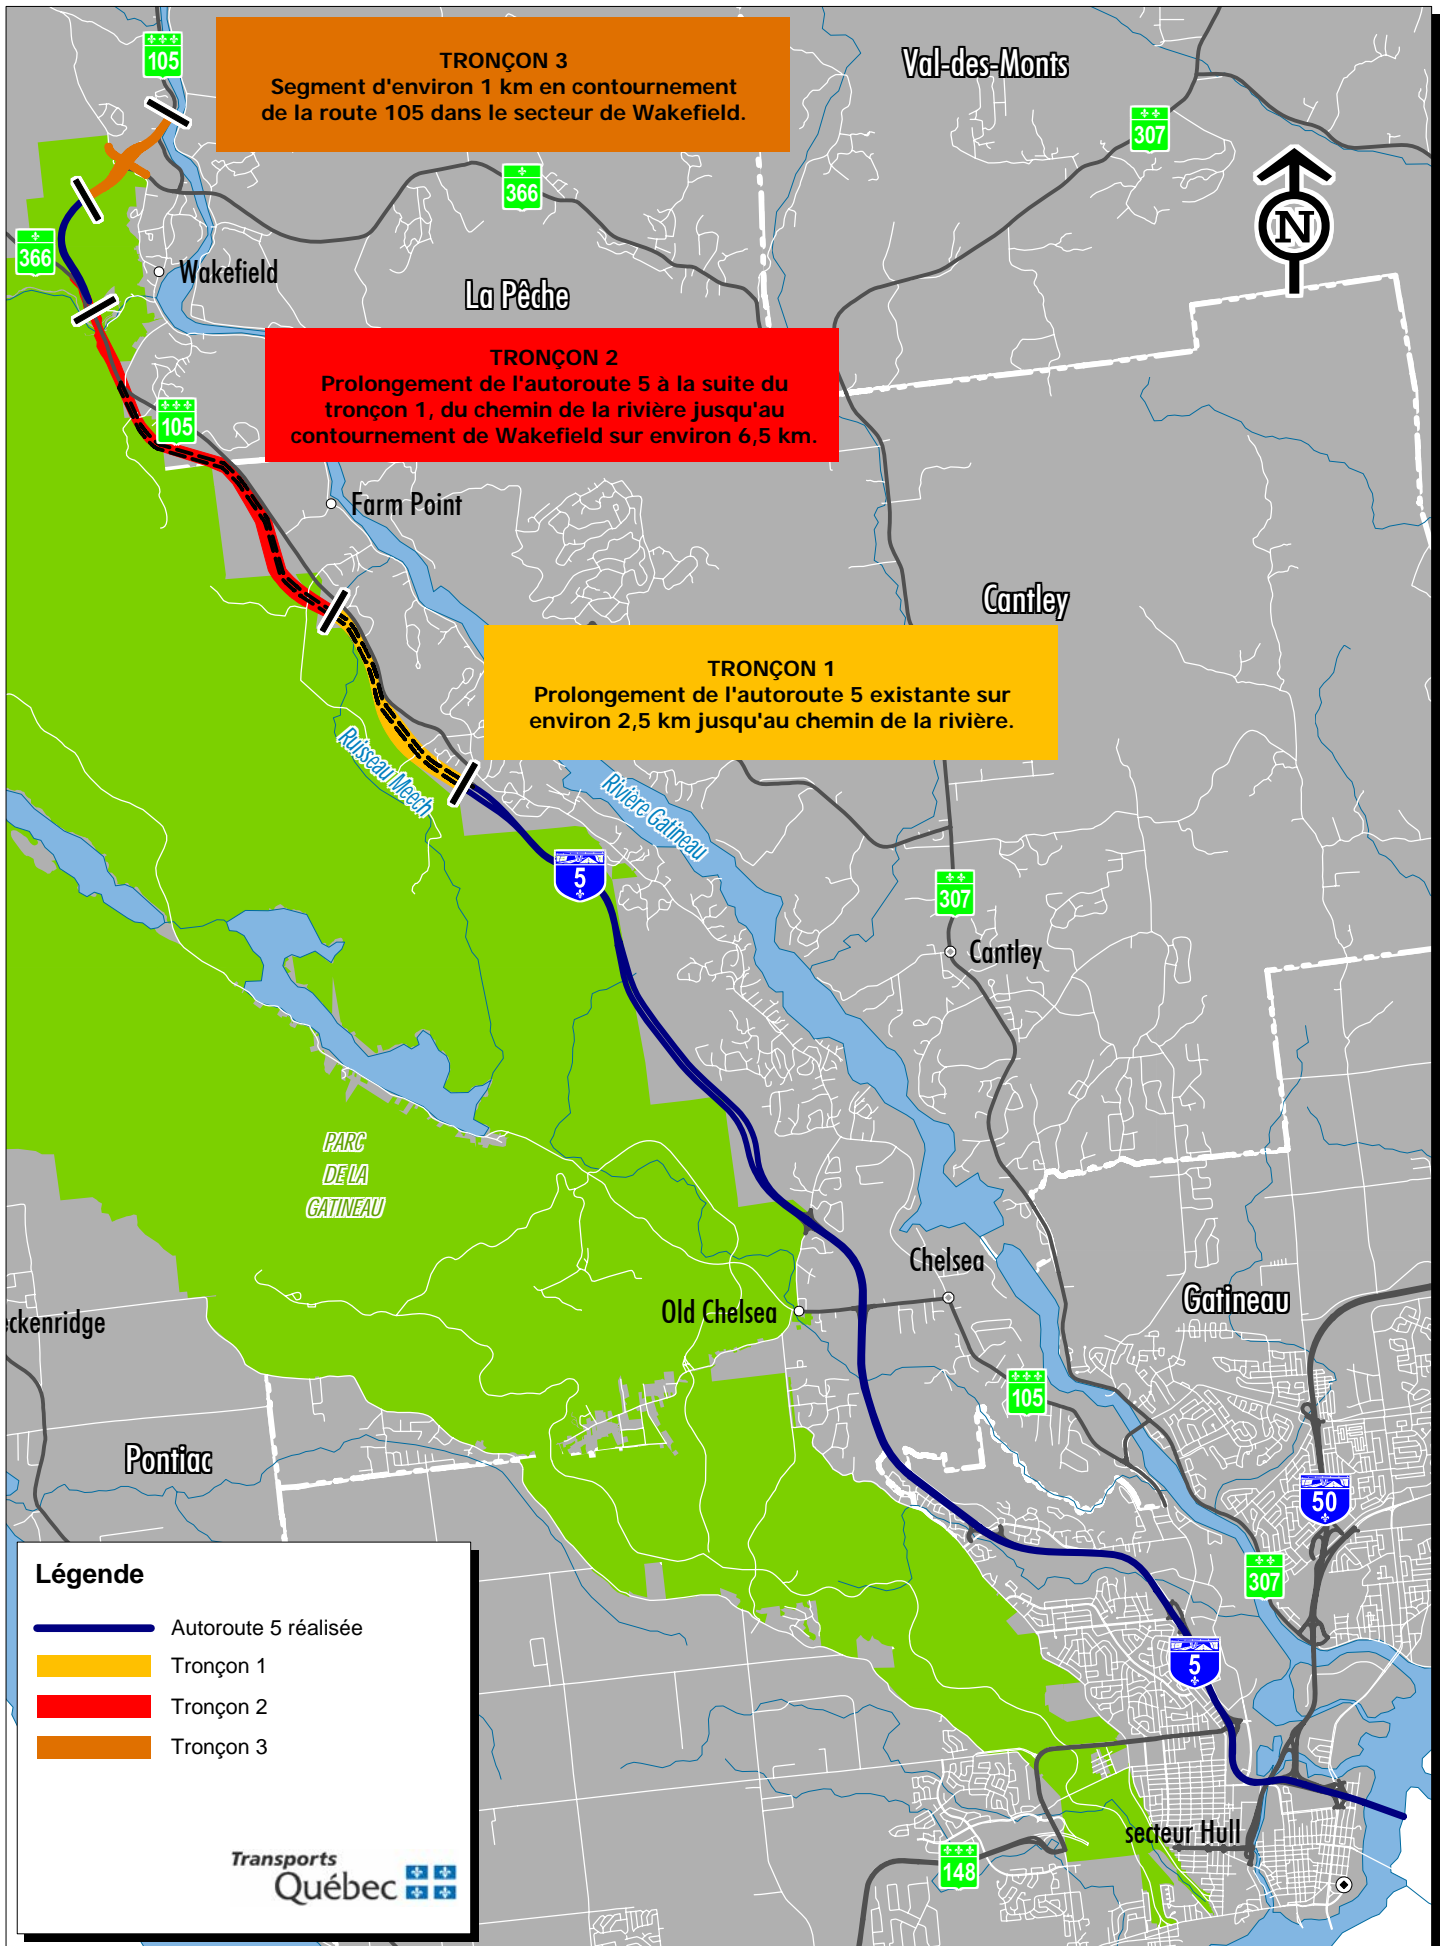 105
TRONÇON 3
Segment d'environ 1 km en contournement
de la route 105 dans le secteur de Wakefield.
Val-des-Monts
307
366
N
366
Wakefield
La Pêche
TRONÇON 2
Prolongement de l'autoroute 5 à la suite du
tronçon 1, du chemin de la rivière jusqu'au
contournement de Wakefield sur environ 6,5 km.
105
Farm Point
Cantley
TRONÇON 1
Prolongement de l'autoroute 5 existante sur
environ 2,5 km jusqu'au chemin de la rivière.
Ruisseau Meech
Rivière Gatineau
5
307
Cantley
PARC
DE LA
GATINEAU
Chelsea
Old Chelsea
Gatineau
eckenridge
105
Pontiac
50
307
5
secteur Hull
148
Légende
Autoroute 5 réalisée
Tronçon 1
Tronçon 2
Tronçon 3
Transports
Québec